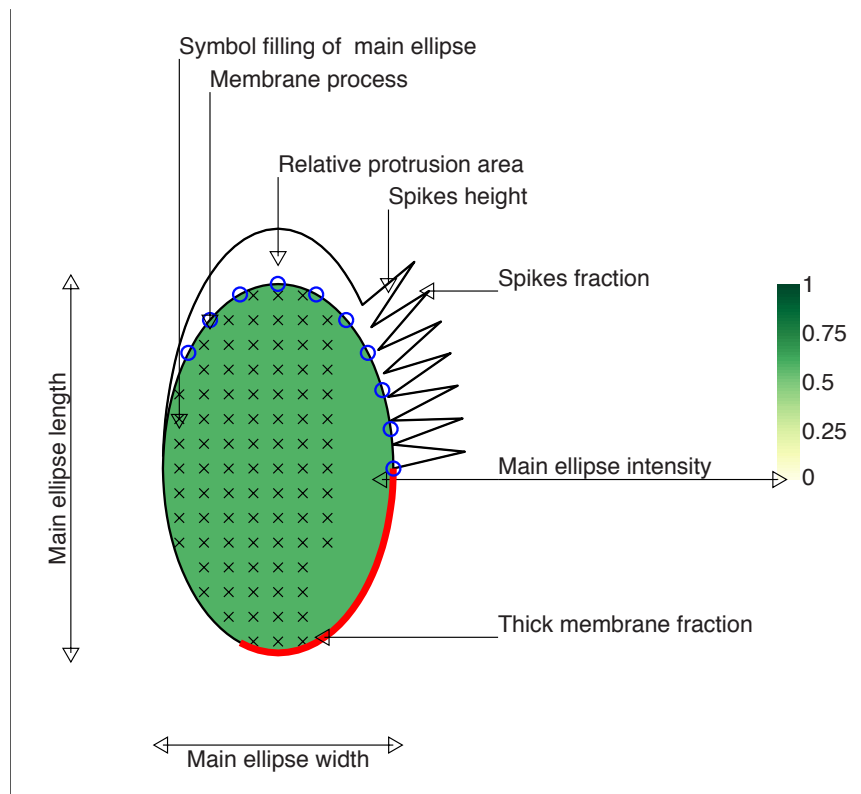 Symbol filling of main ellipse
Membrane process
Relative protrusion area
Spikes height
Spikes fraction
1
0.75
0.5
0.25
0
Main ellipse length
Main ellipse intensity
Thick membrane fraction
Main ellipse width